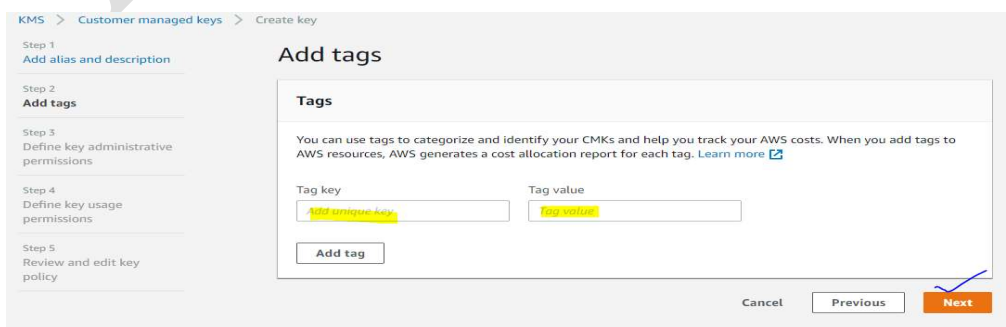 KMS > Customer managed keys > Create key
Step 1
Add alias and description
Step 2
Add tags
Step 3
Define key administrative
permissions
Step 4
Define key usage
permissions
Step 5
Review and edit key
policy
Add tags
Tags
You can use tags to categorize and identify your CMKs and help you track your AWS costs. When you add tags to
AWS resources, AWS generates a cost allocation report for each tag. Learn more
Tag key Tag value
Add unique key Tag value
Add tag
Cancel Previous Next